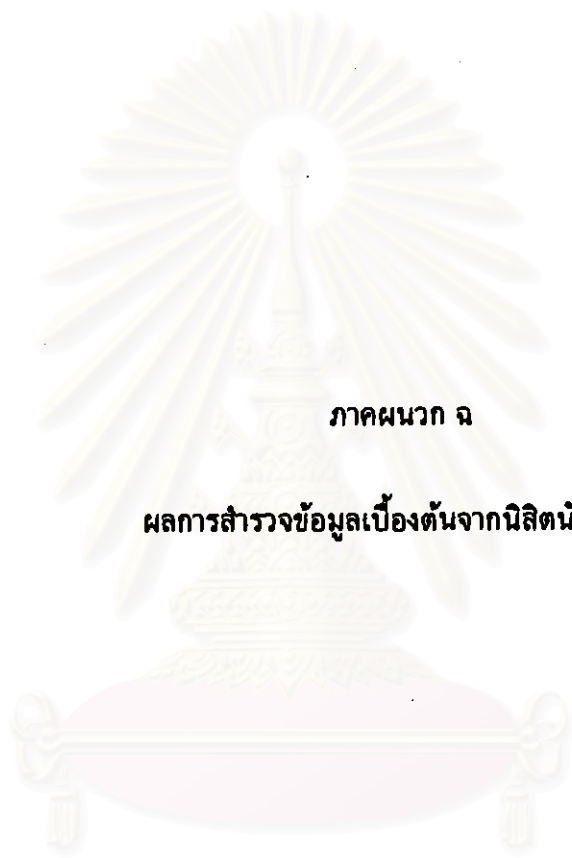 ภาคผนวก ฉ
ผลการสำรวจข้อมูลเบื้องต้นจากนิสิต